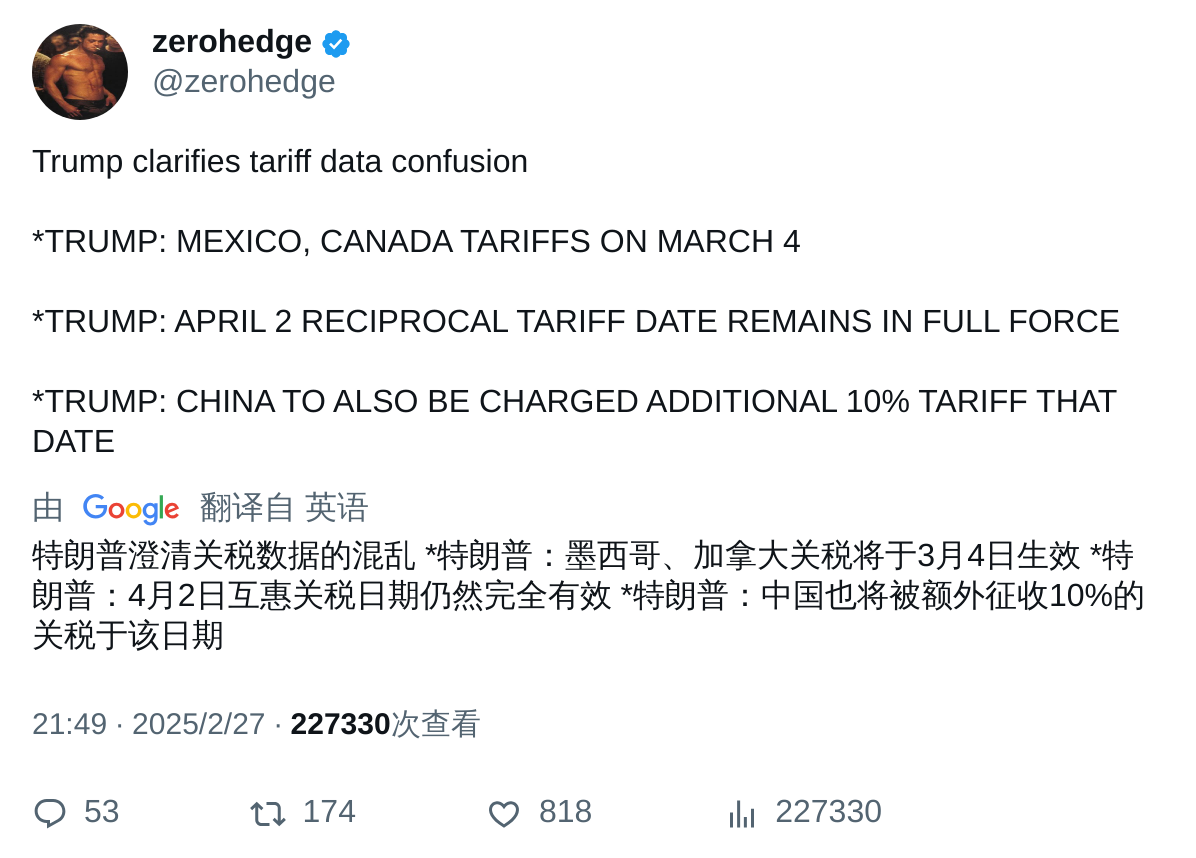 zerohedge
@zerohedge
Trump clarifies tariff data confusion
*TRUMP: MEXICO, CANADA TARIFFS ON MARCH 4
*TRUMP: APRIL 2 RECIPROCAL TARIFF DATE REMAINS IN FULL FORCE
*TRUMP: CHINA TO ALSO BE CHARGED ADDITIONAL 10% TARIFF THAT
DATE
由 Google 翻译自 英语
特朗普澄清关税数据的混乱 *特朗普：墨西哥、加拿大关税将于3月4日生效 *特
朗普：4月2日互惠关税日期仍然完全有效 *特朗普：中国也将被额外征收10%的
关税于该日期
21:49 · 2025/2/27 · 227330次查看
53 174 818 227330